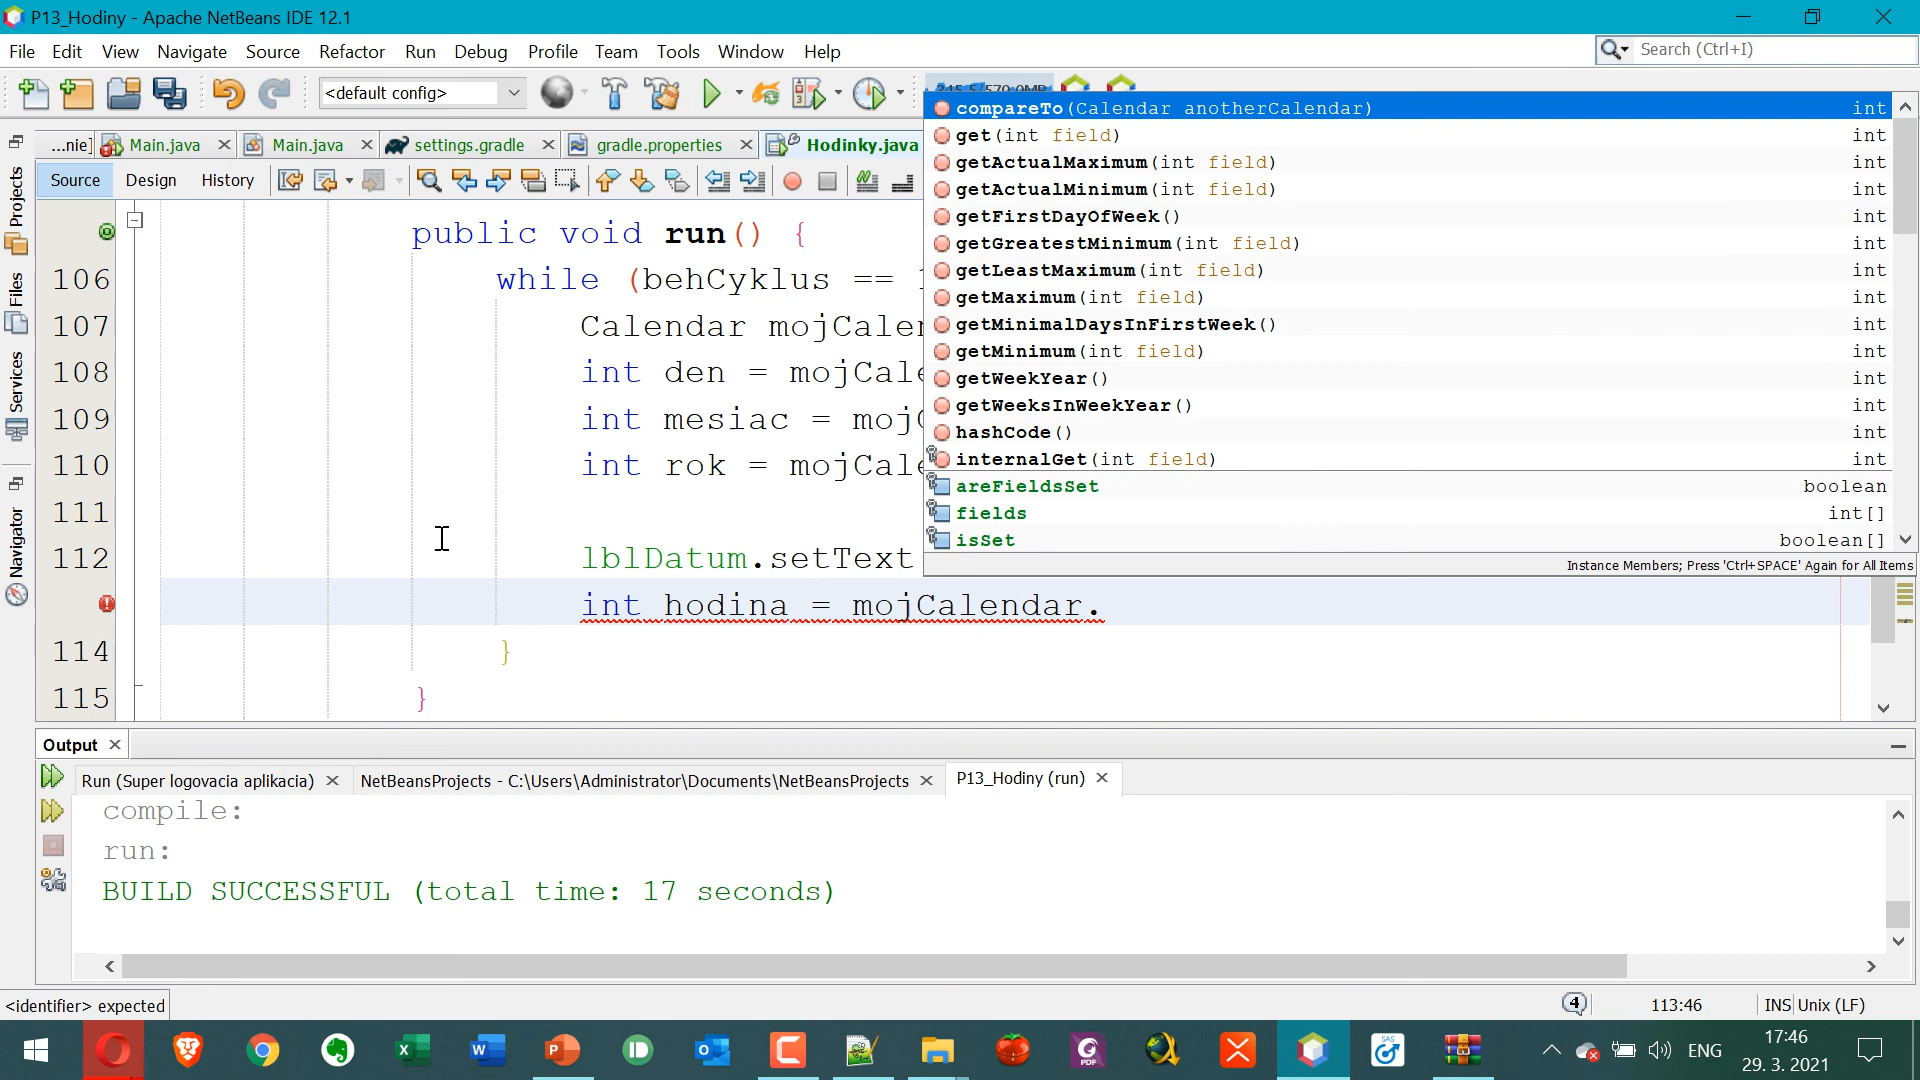 P13_Hodiny - Apache NetBeans IDE 12.1
File Edit View Navigate Source Refactor Run Debug Profile Team Tools Window Help
Search (Ctrl+I)
<default config>
...nie] Main.java Main.java settings.gradle gradle.properties Hodinky.java
Source Design History
public void run() {
106 while (behCyklus ==
107 Calendar mojCale
108 int den = mojCale
109 int mesiac = moj
110 int rok = mojCale
111
112 lblDatum.setText
int hodina = mojCalendar.
114 }
115 }
compareTo(Calendar anotherCalendar) int
get(int field) int
getActualMaximum(int field) int
getActualMinimum(int field) int
getFirstDayOfWeek() int
getGreatestMinimum(int field) int
getLeastMaximum(int field) int
getMaximum(int field) int
getMinimalDaysInFirstWeek() int
getMinimum(int field) int
getWeekYear() int
getWeeksInWeekYear() int
hashCode() int
internalGet(int field) int
areFieldsSet boolean
fields int[]
isSet boolean[]
Instance Members; Press 'Ctrl+SPACE' Again for All Items
Projects
Files
Services
Navigator
Output
Run (Super logovacia aplikacia) NetBeansProjects - C:\Users\Administrator\Documents\NetBeansProjects P13_Hodiny (run)
compile:
run:
BUILD SUCCESSFUL (total time: 17 seconds)
<identifier> expected
4 113:46 INS Unix (LF)
ENG
17:46
29. 3. 2021